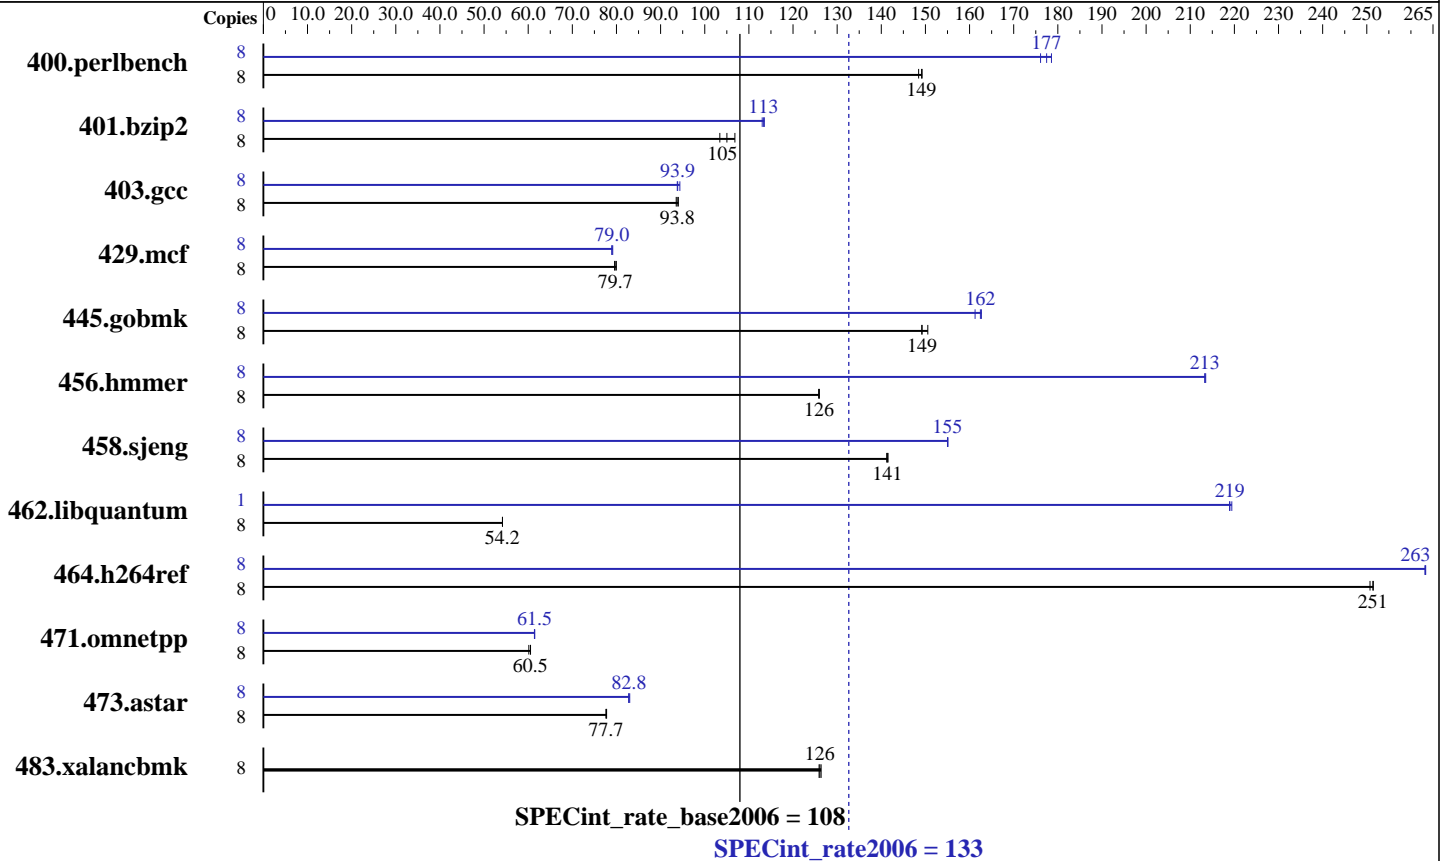 Copies 0 10.0 20.0 30.0 40.0 50.0 60.0 70.0 80.0 90.0 100 110 120 130 140 150 160 170 180 190 200 210 220 230 240 250 265
400.perlbench 8 177
8 149
401.bzip2 8 113
8 105
403.gcc 8 93.9
8 93.8
429.mcf 8 79.0
8 79.7
445.gobmk 8 162
8 149
456.hmmer 8 213
8 126
458.sjeng 8 155
8 141
462.libquantum 1 219
8 54.2
464.h264ref 8 263
8 251
471.omnetpp 8 61.5
8 60.5
473.astar 8 82.8
8 77.7
483.xalancbmk 8 126
SPECint_rate_base2006 = 108
SPECint_rate2006 = 133